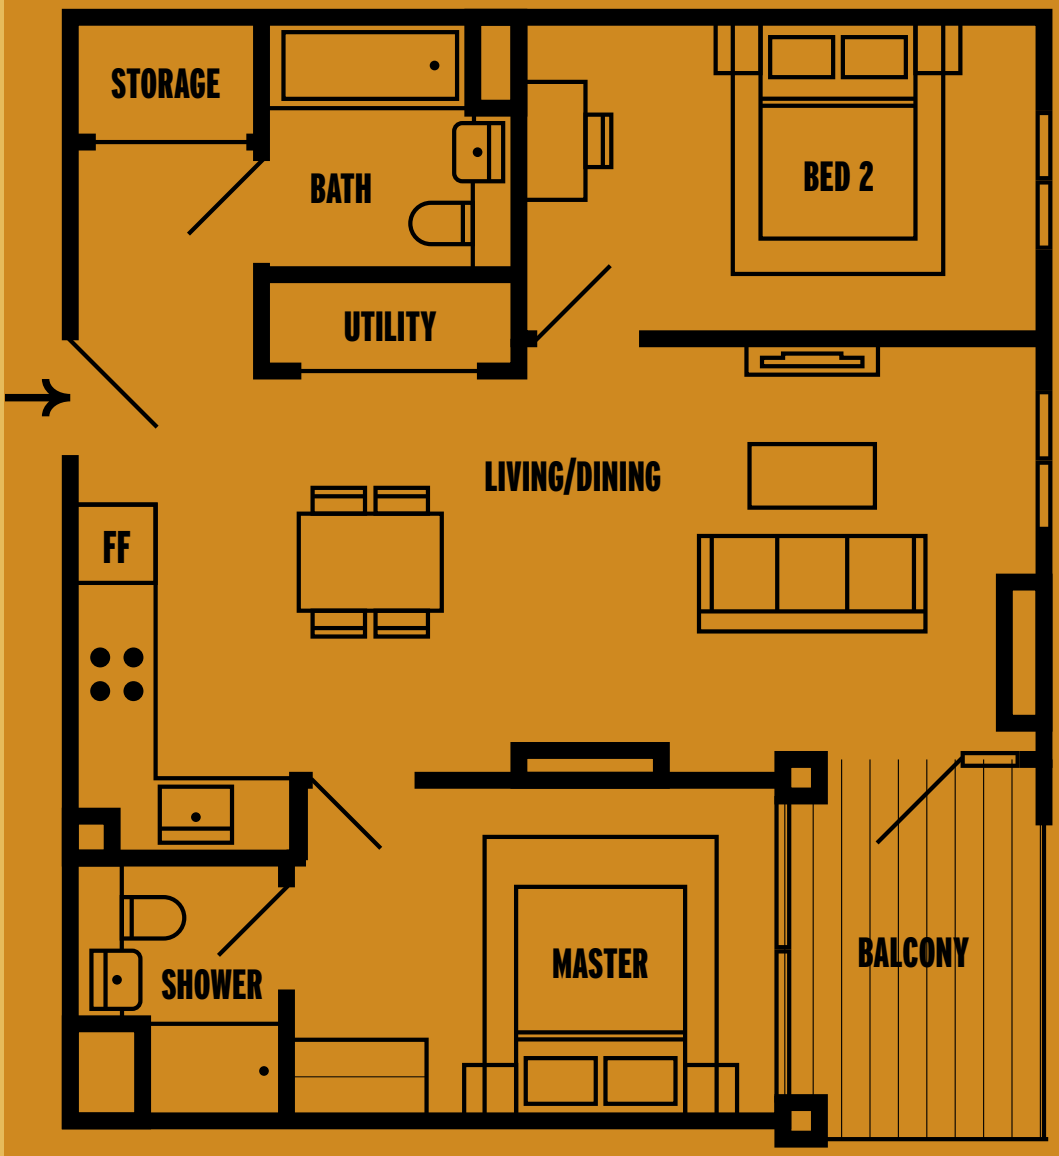 STORAGE
BATH
BED 2
UTILITY
LIVING/DINING
FF
SHOWER
MASTER
BALCONY